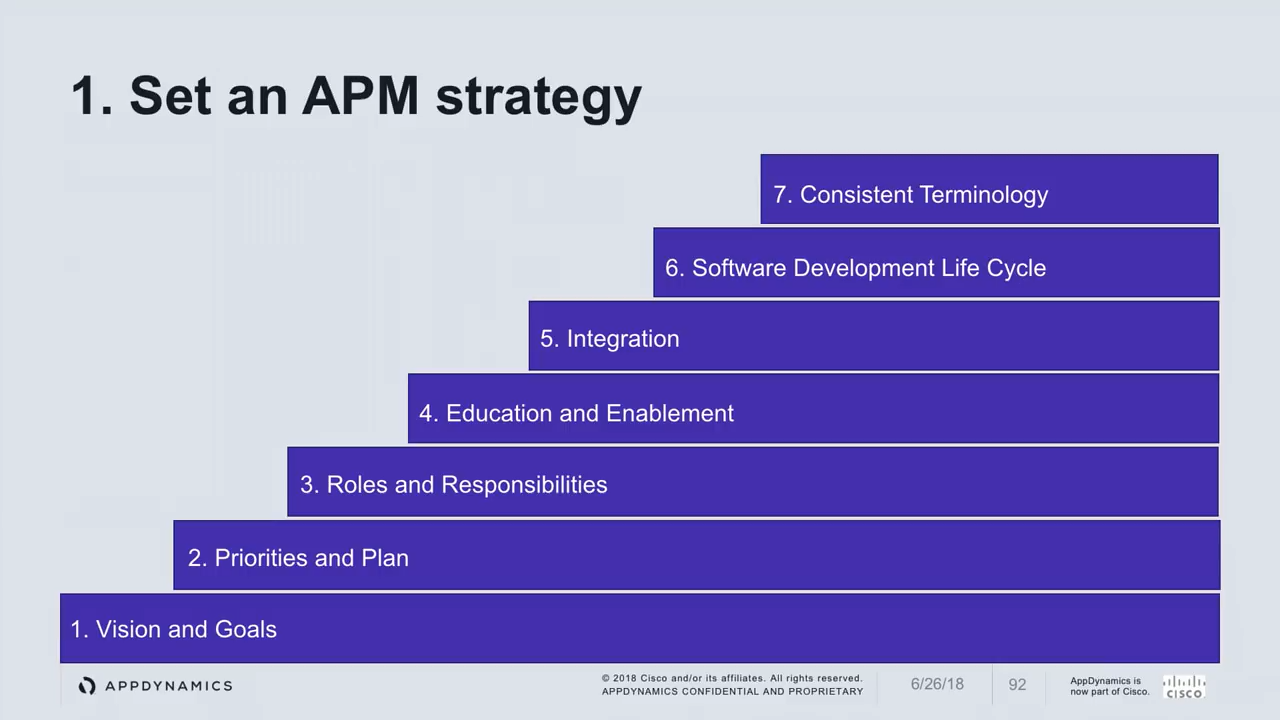 1. Set an APM strategy
7. Consistent Terminology
6. Software Development Life Cycle
5. Integration
4. Education and Enablement
3. Roles and Responsibilities
2. Priorities and Plan
1. Vision and Goals
APPDYNAMICS
© 2018 Cisco and/or its affiliates. All rights reserved.
APPDYNAMICS CONFIDENTIAL AND PROPRIETARY
6/26/18
92
AppDynamics is
now part of Cisco.
CISCO